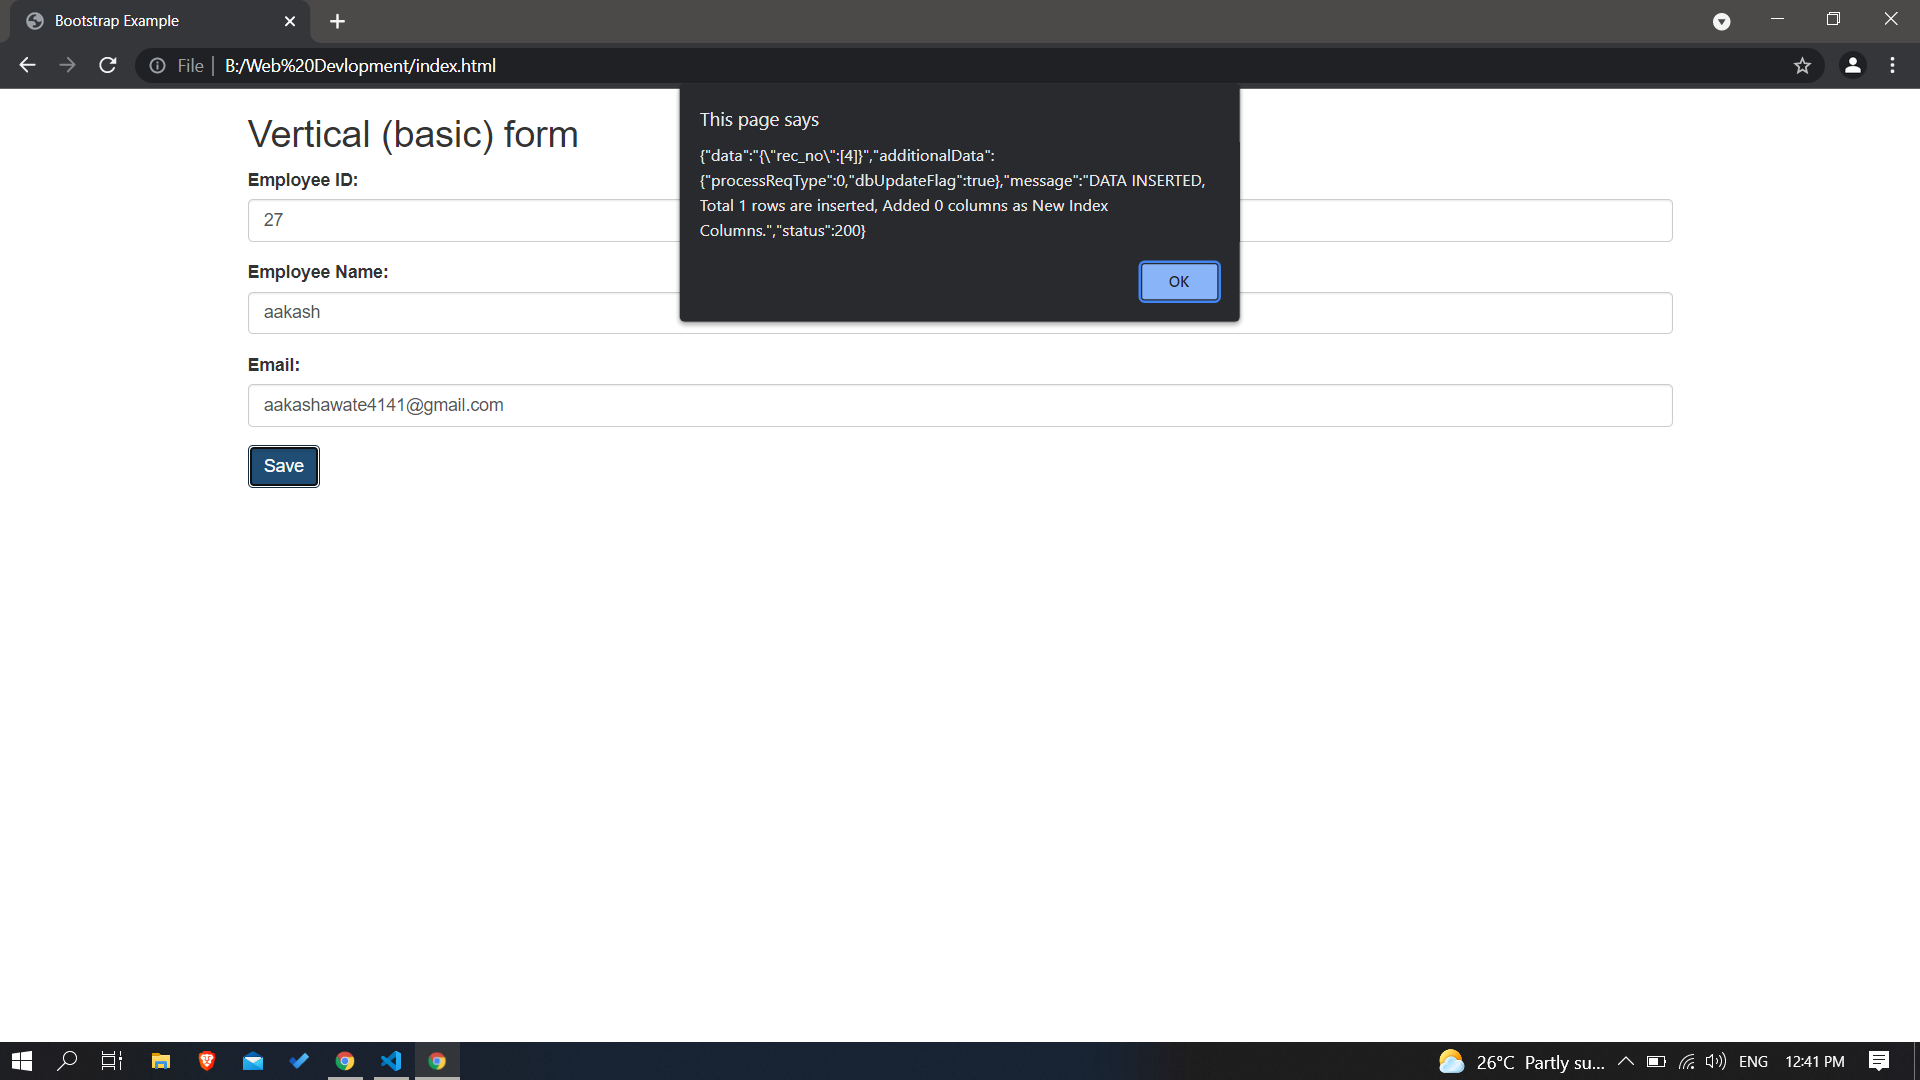 Bootstrap Example
File | B:/Web%20Devlopment/index.html
This page says
{"data":"{\"rec_no\":[4]}","additionalData":
{"processReqType":0,"dbUpdateFlag":true},"message":"DATA INSERTED,
Total 1 rows are inserted, Added 0 columns as New Index
Columns.","status":200}
OK
Vertical (basic) form
Employee ID:
27
Employee Name:
aakash
Email:
aakashawate4141@gmail.com
Save
26°C Partly su... ENG 12:41 PM